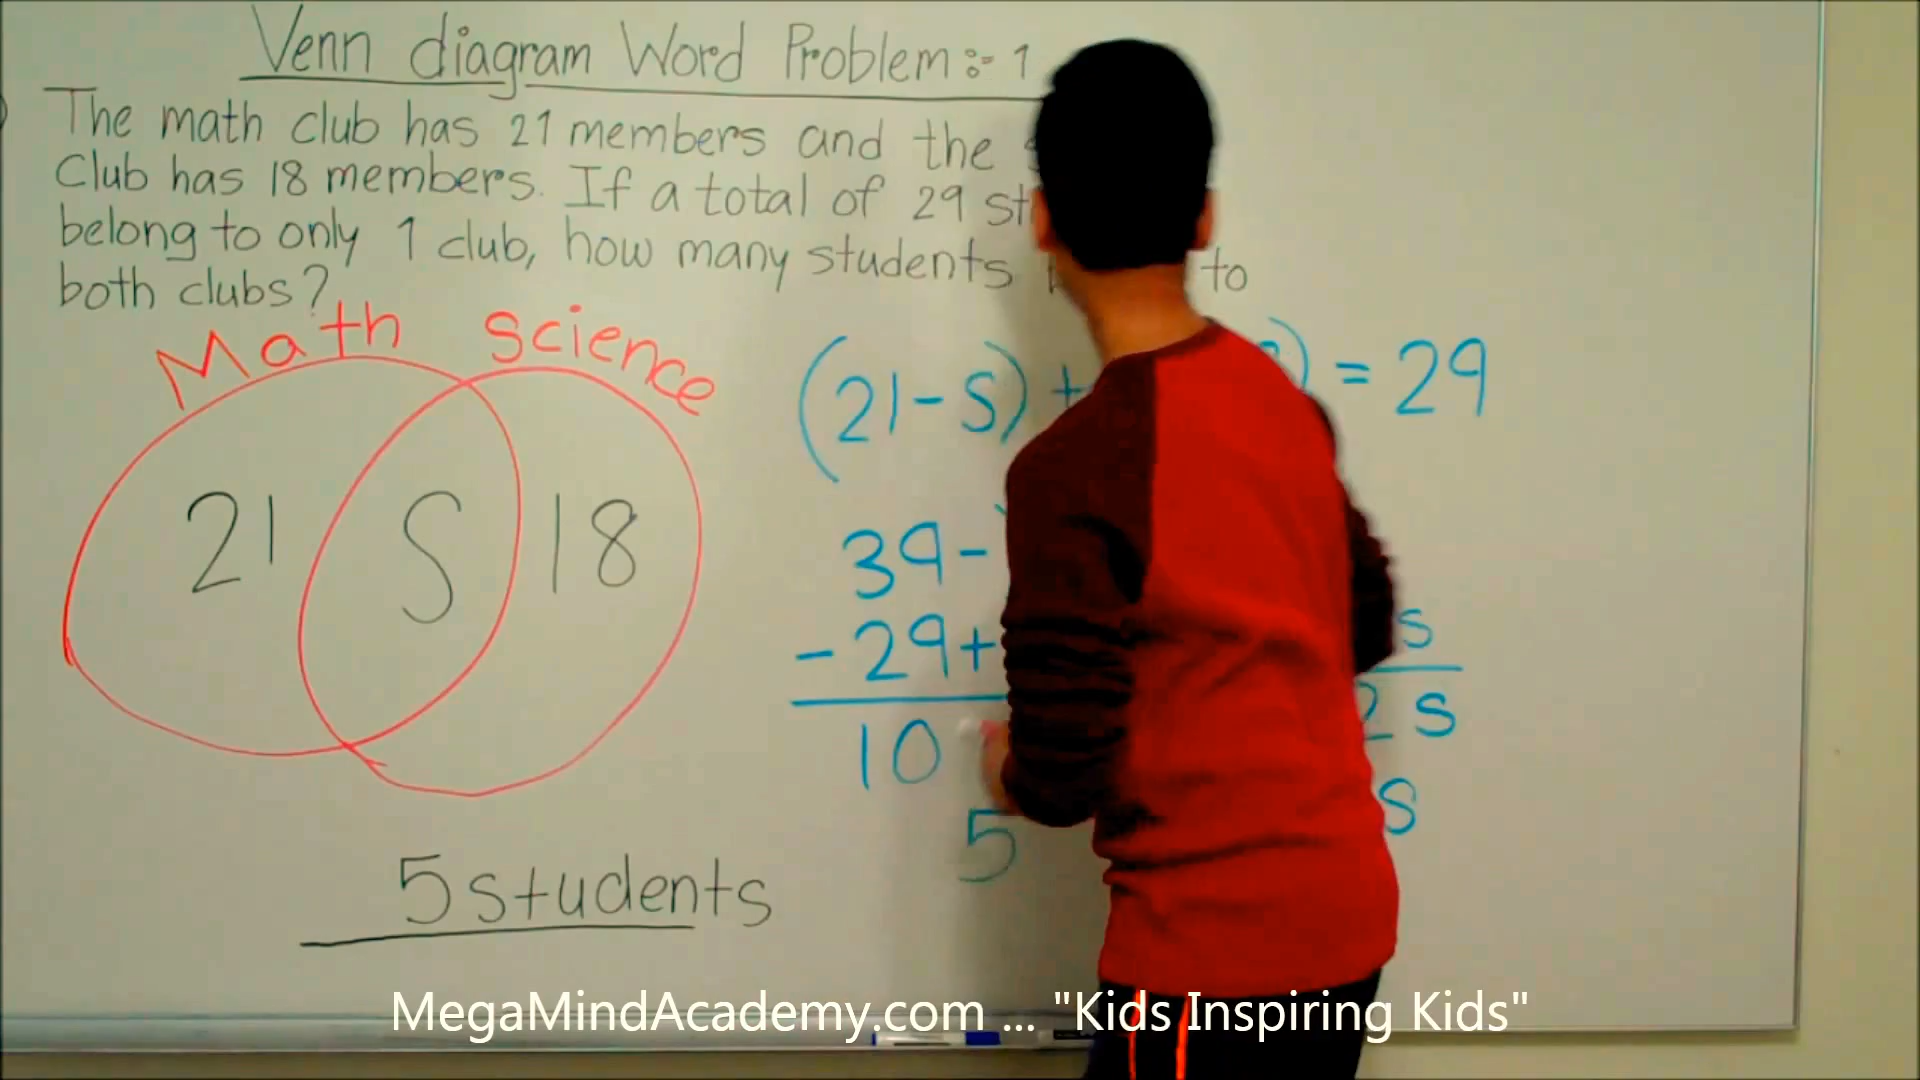 Venn diagram Word Problem:- 1
The math club has 21 members and the
Club has 18 members. If a total of 29
belong to only 1 club, how many students to
both clubs?
Math science
21 S 18
(21-S) + ) = 29
39-
-29+ s
10 2 s
5 s
5 students
MegaMindAcademy.com ... "Kids Inspiring Kids"